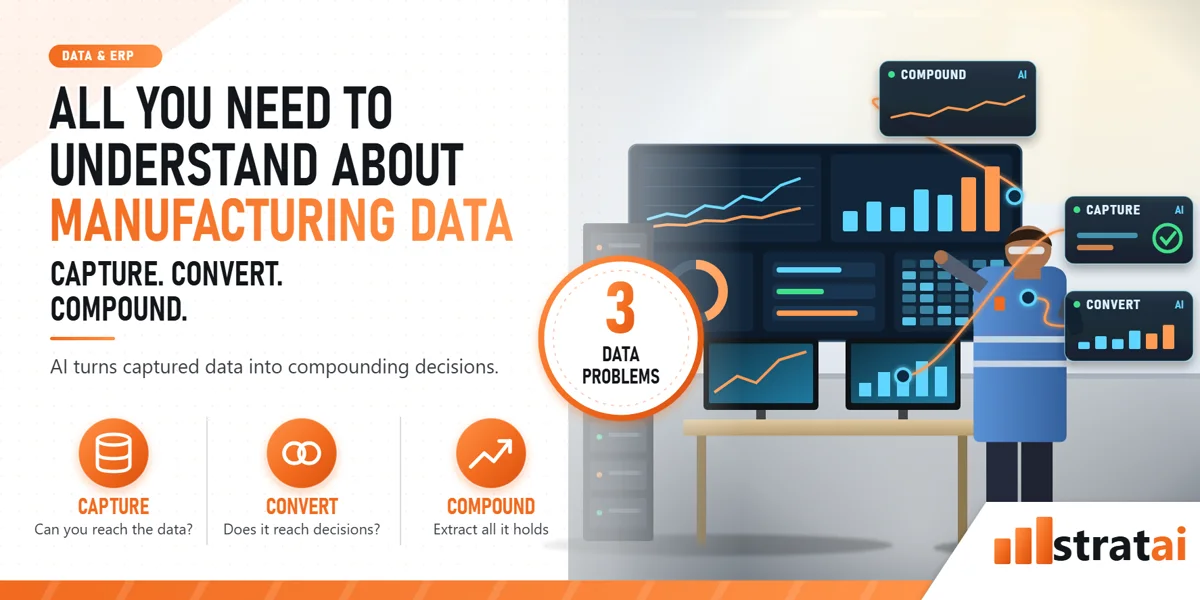 DATA & ERP
ALL YOU NEED TO
UNDERSTAND ABOUT
MANUFACTURING DATA
CAPTURE. CONVERT.
COMPOUND.
AI turns captured data into compounding decisions.
CAPTURE
Can you reach the data?
CONVERT
Does it reach decisions?
COMPOUND
Extract all it holds
3
DATA
PROBLEMS
COMPOUND AI
CAPTURE AI
CONVERT AI
stratai